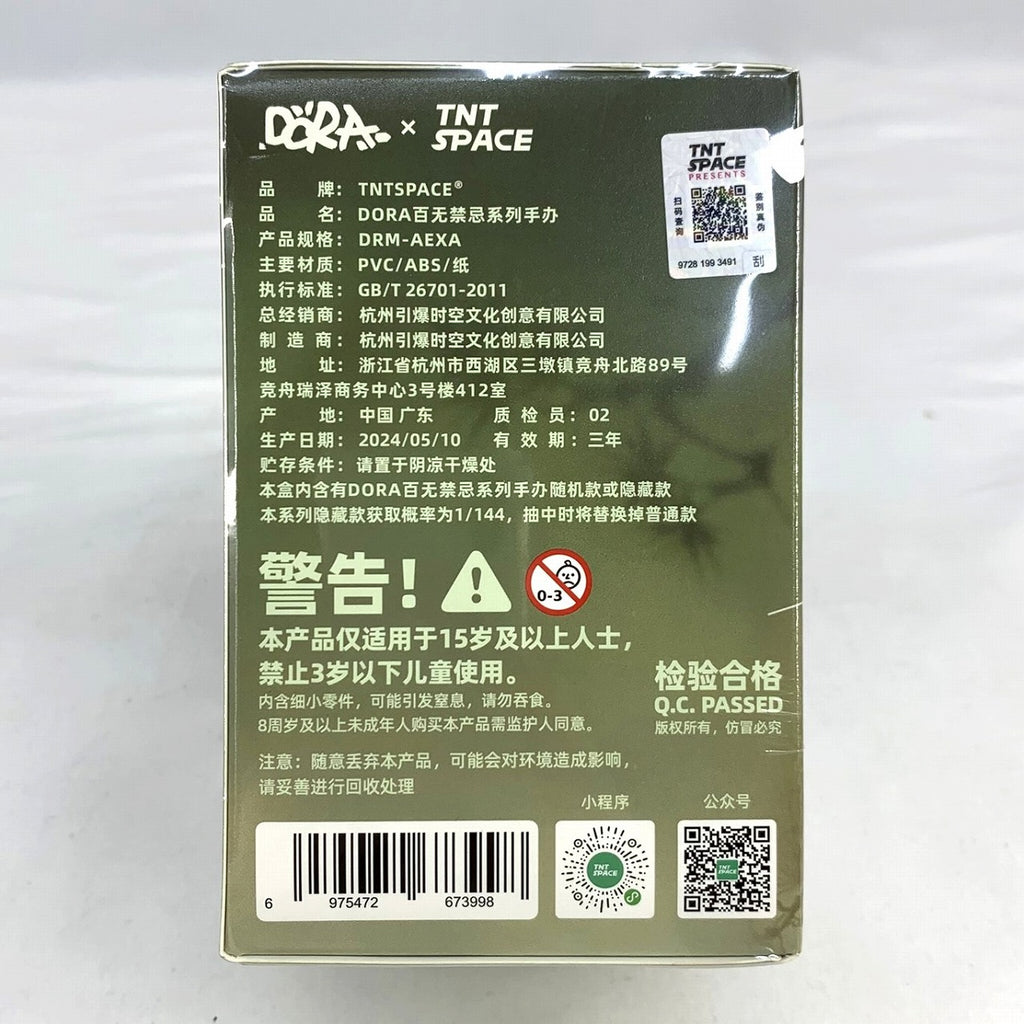 DORA × TNT SPACE
TNT SPACE
PRESENTS
扫码查询
鉴别真伪
9728 199 3491
刮
品 牌：TNTSPACE®
品 名：DORA百无禁忌系列手办
产品规格：DRM-AEXA
主要材质：PVC/ABS/纸
执行标准：GB/T 26701-2011
总经销商：杭州引爆时空文化创意有限公司
制 造 商：杭州引爆时空文化创意有限公司
地 址：浙江省杭州市西湖区三墩镇竞舟北路89号
竞舟瑞泽商务中心3号楼412室
产 地：中国 广东 质 检 员：02
生产日期：2024/05/10 有 效 期：三年
贮存条件：请置于阴凉干燥处
本盒内含有DORA百无禁忌系列手办随机款或隐藏款
本系列隐藏款获取概率为1/144，抽中时将替换掉普通款
警告！
0-3
本产品仅适用于15岁及以上人士，
禁止3岁以下儿童使用。
内含细小零件，可能引发窒息，请勿吞食。
8周岁及以上未成年人购买本产品需监护人同意。
检验合格
Q.C. PASSED
版权所有，仿冒必究
注意：随意丢弃本产品，可能会对环境造成影响，
请妥善进行回收处理
小程序
公众号
6 975472 673998
TNT SPACE
TNT SPACE